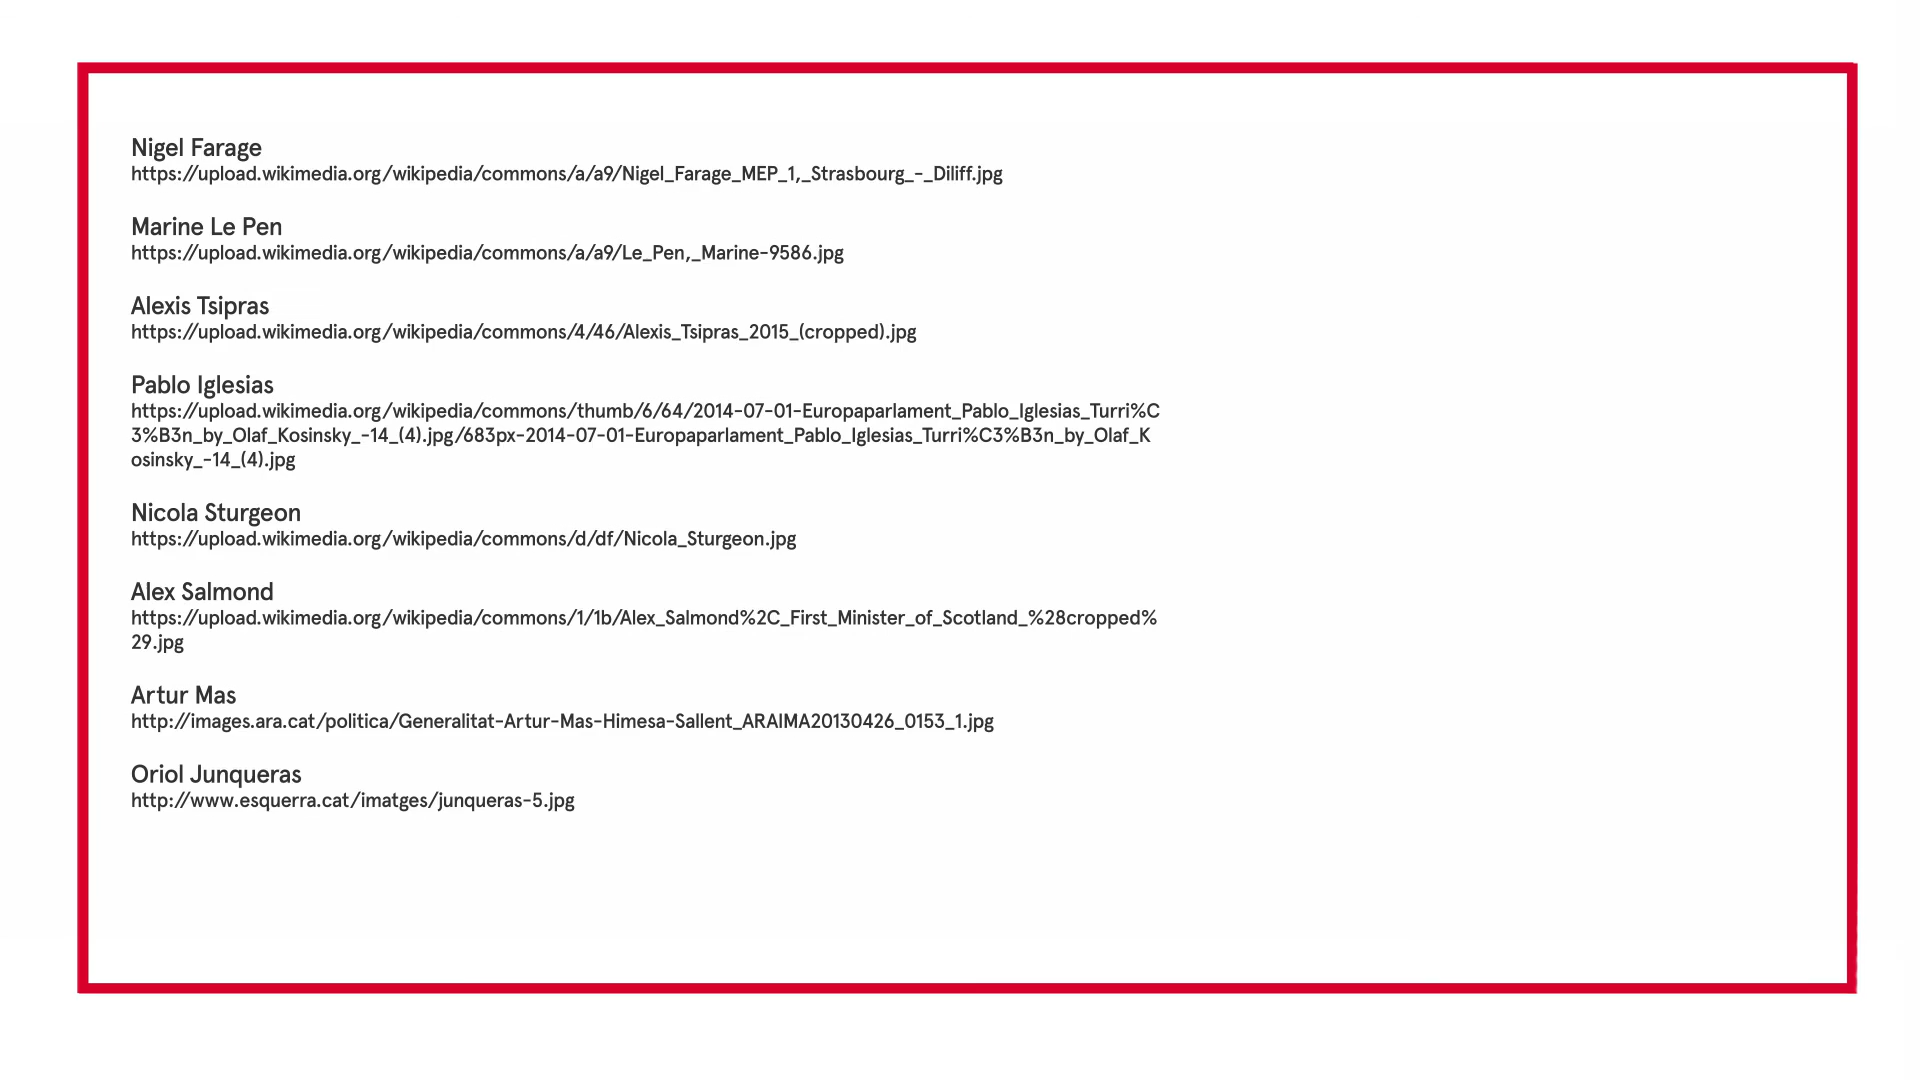 Nigel Farage
https://upload.wikimedia.org/wikipedia/commons/a/a9/Nigel_Farage_MEP_1,_Strasbourg_-_Diliff.jpg
Marine Le Pen
https://upload.wikimedia.org/wikipedia/commons/a/a9/Le_Pen,_Marine-9586.jpg
Alexis Tsipras
https://upload.wikimedia.org/wikipedia/commons/4/46/Alexis_Tsipras_2015_(cropped).jpg
Pablo Iglesias
https://upload.wikimedia.org/wikipedia/commons/thumb/6/64/2014-07-01-Europaparlament_Pablo_Iglesias_Turri%C
3%B3n_by_Olaf_Kosinsky_-14_(4).jpg/683px-2014-07-01-Europaparlament_Pablo_Iglesias_Turri%C3%B3n_by_Olaf_K
osinsky_-14_(4).jpg
Nicola Sturgeon
https://upload.wikimedia.org/wikipedia/commons/d/df/Nicola_Sturgeon.jpg
Alex Salmond
https://upload.wikimedia.org/wikipedia/commons/1/1b/Alex_Salmond%2C_First_Minister_of_Scotland_%28cropped%
29.jpg
Artur Mas
http://images.ara.cat/politica/Generalitat-Artur-Mas-Himesa-Sallent_ARAIMA20130426_0153_1.jpg
Oriol Junqueras
http://www.esquerra.cat/imatges/junqueras-5.jpg